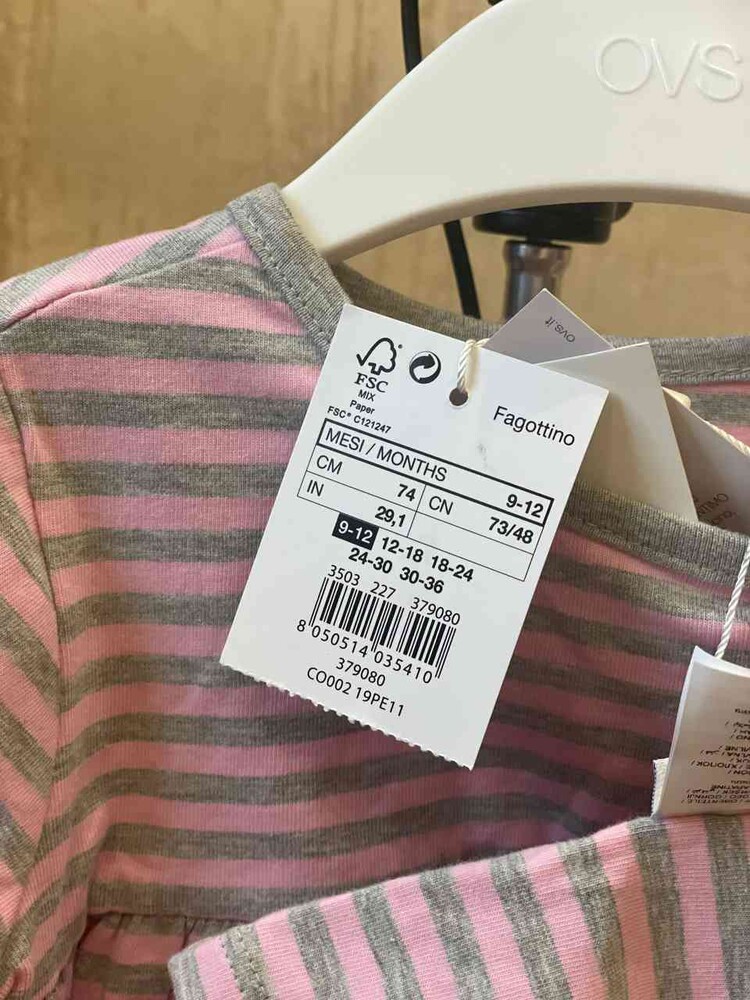 OVS
ovs.it
FSC
MIX
Paper
FSC® C121247
Fagottino
MESI / MONTHS 9-12
CM 74 CN 73/48
IN 29,1
9-12 12-18 18-24
24-30 30-36
3503 227 379080
8 050514 035410
379080
CO002 19PE11